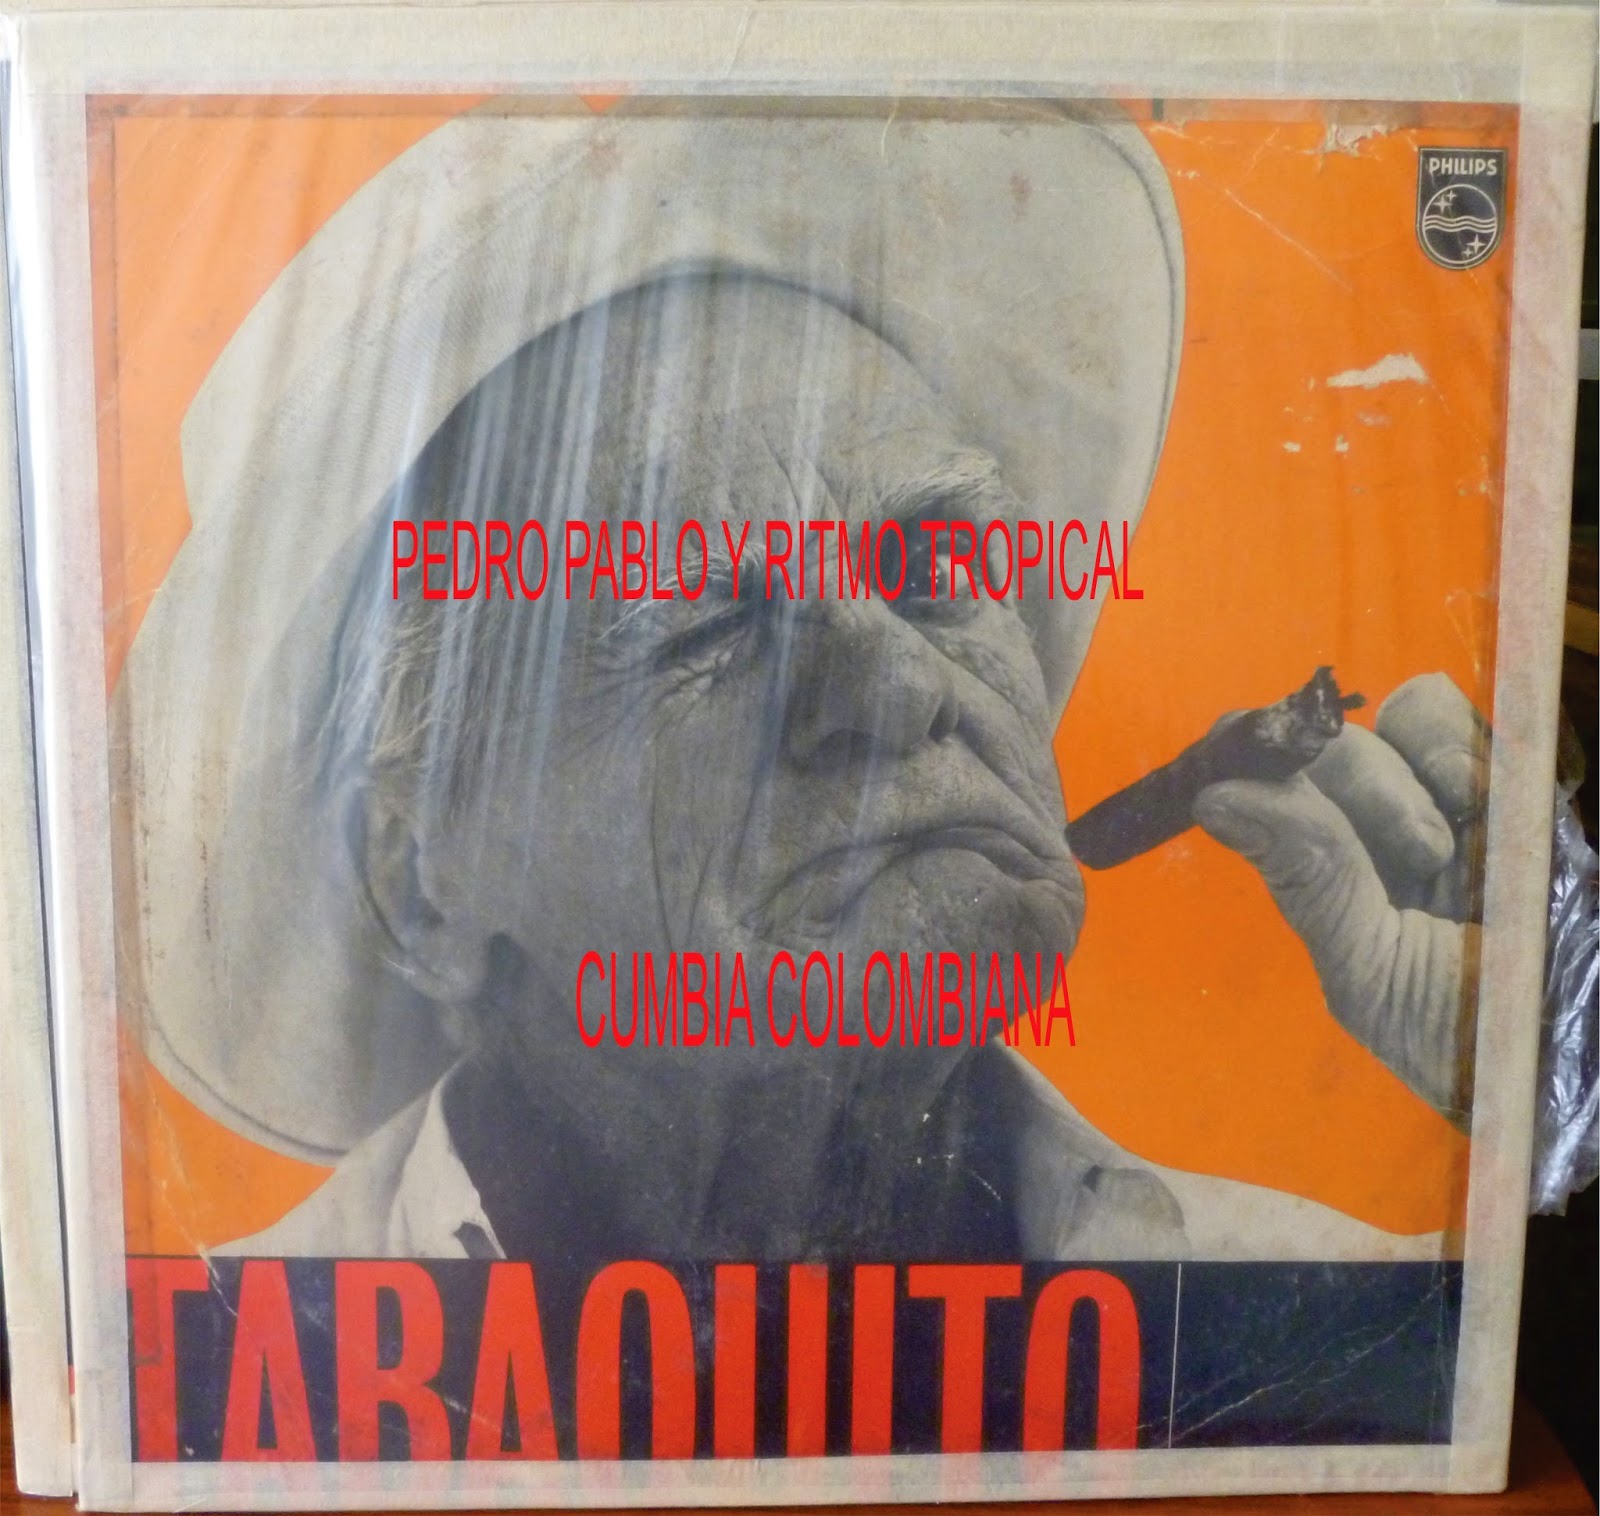 PHILIPS
PEDRO PABLO Y RITMO TROPICAL
CUMBIA COLOMBIANA
TABAQUITO